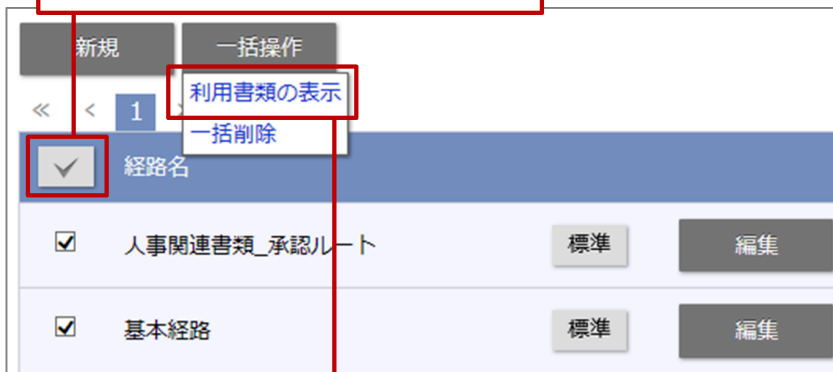 新規 一括操作
利用書類の表示
« < 1 >
一括削除
経路名
人事関連書類_承認ルート 標準 編集
基本経路 標準 編集